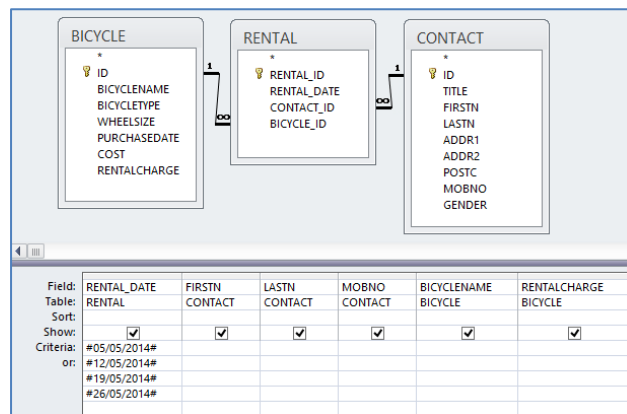 BICYCLE
*
ID
BICYCLENAME
BICYCLETYPE
WHEELSIZE
PURCHASEDATE
COST
RENTALCHARGE
1
∞
RENTAL
*
RENTAL_ID
RENTAL_DATE
CONTACT_ID
BICYCLE_ID
1
∞
CONTACT
*
ID
TITLE
FIRSTN
LASTN
ADDR1
ADDR2
POSTC
MOBNO
GENDER
Field: RENTAL_DATE FIRSTN LASTN MOBNO BICYCLENAME RENTALCHARGE
Table: RENTAL CONTACT CONTACT CONTACT BICYCLE BICYCLE
Sort:
Show:
Criteria: #05/05/2014#
or: #12/05/2014#
#19/05/2014#
#26/05/2014#